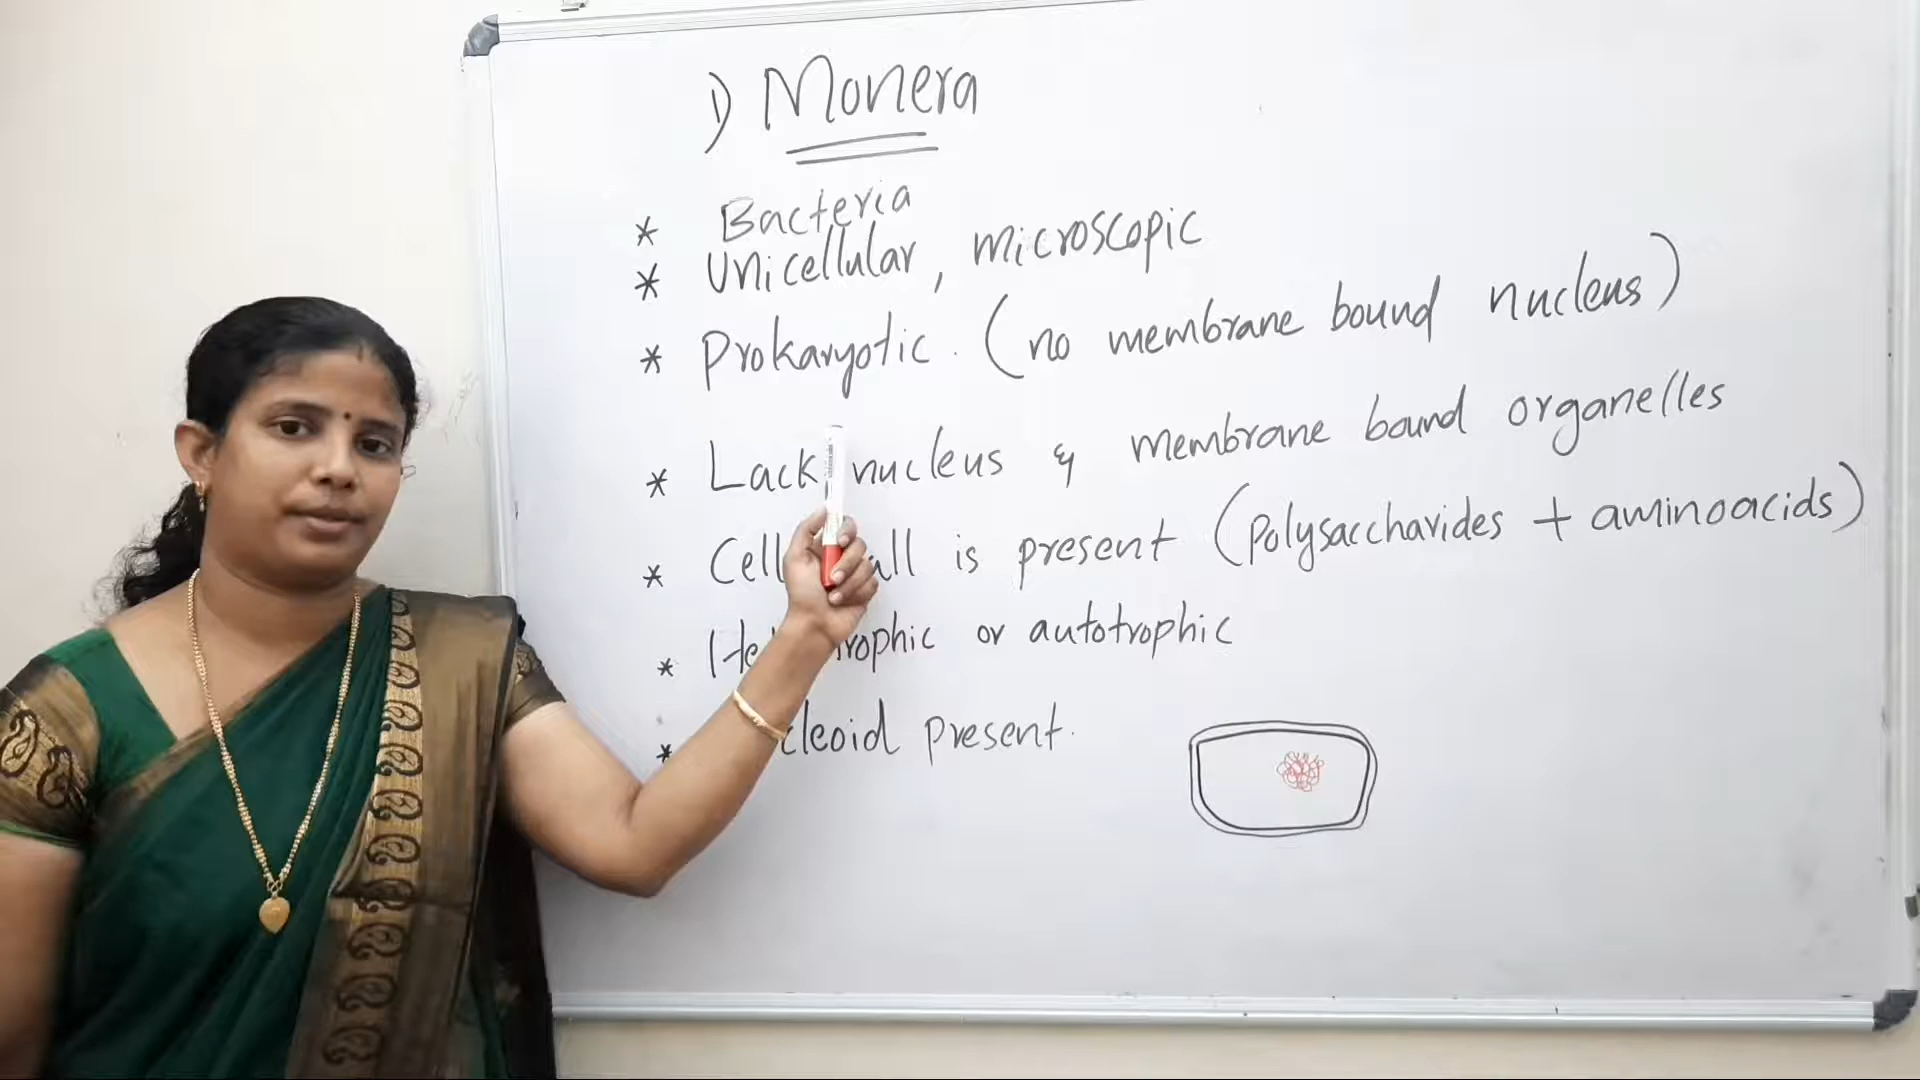 1) Monera
* Bacteria
* Unicellular, microscopic
* Prokaryotic. (no membrane bound nucleus)
* Lack nucleus & membrane bound organelles
* Cell all is present (polysaccharides + aminoacids)
* He rophic or autotrophic
* cleoid present.